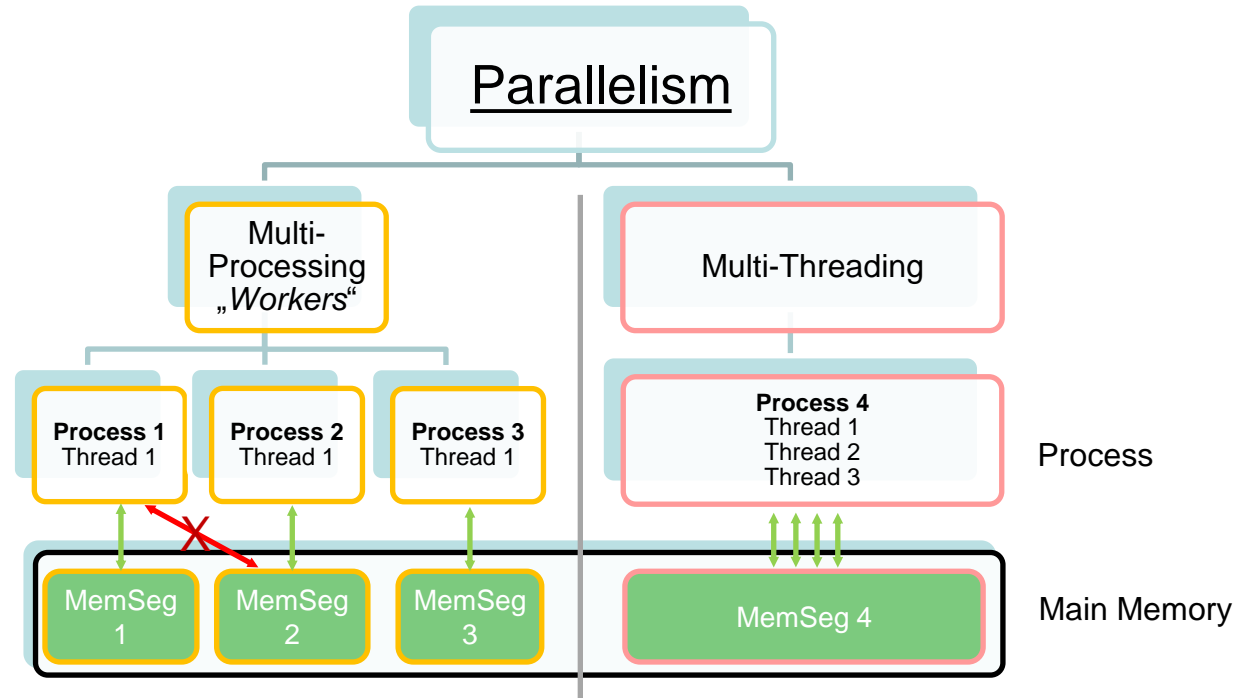 Parallelism
Multi-
Processing
„Workers“
Multi-Threading
Process 1
Thread 1
Process 2
Thread 1
Process 3
Thread 1
Process 4
Thread 1
Thread 2
Thread 3
Process
X
MemSeg
1
MemSeg
2
MemSeg
3
MemSeg 4
Main Memory